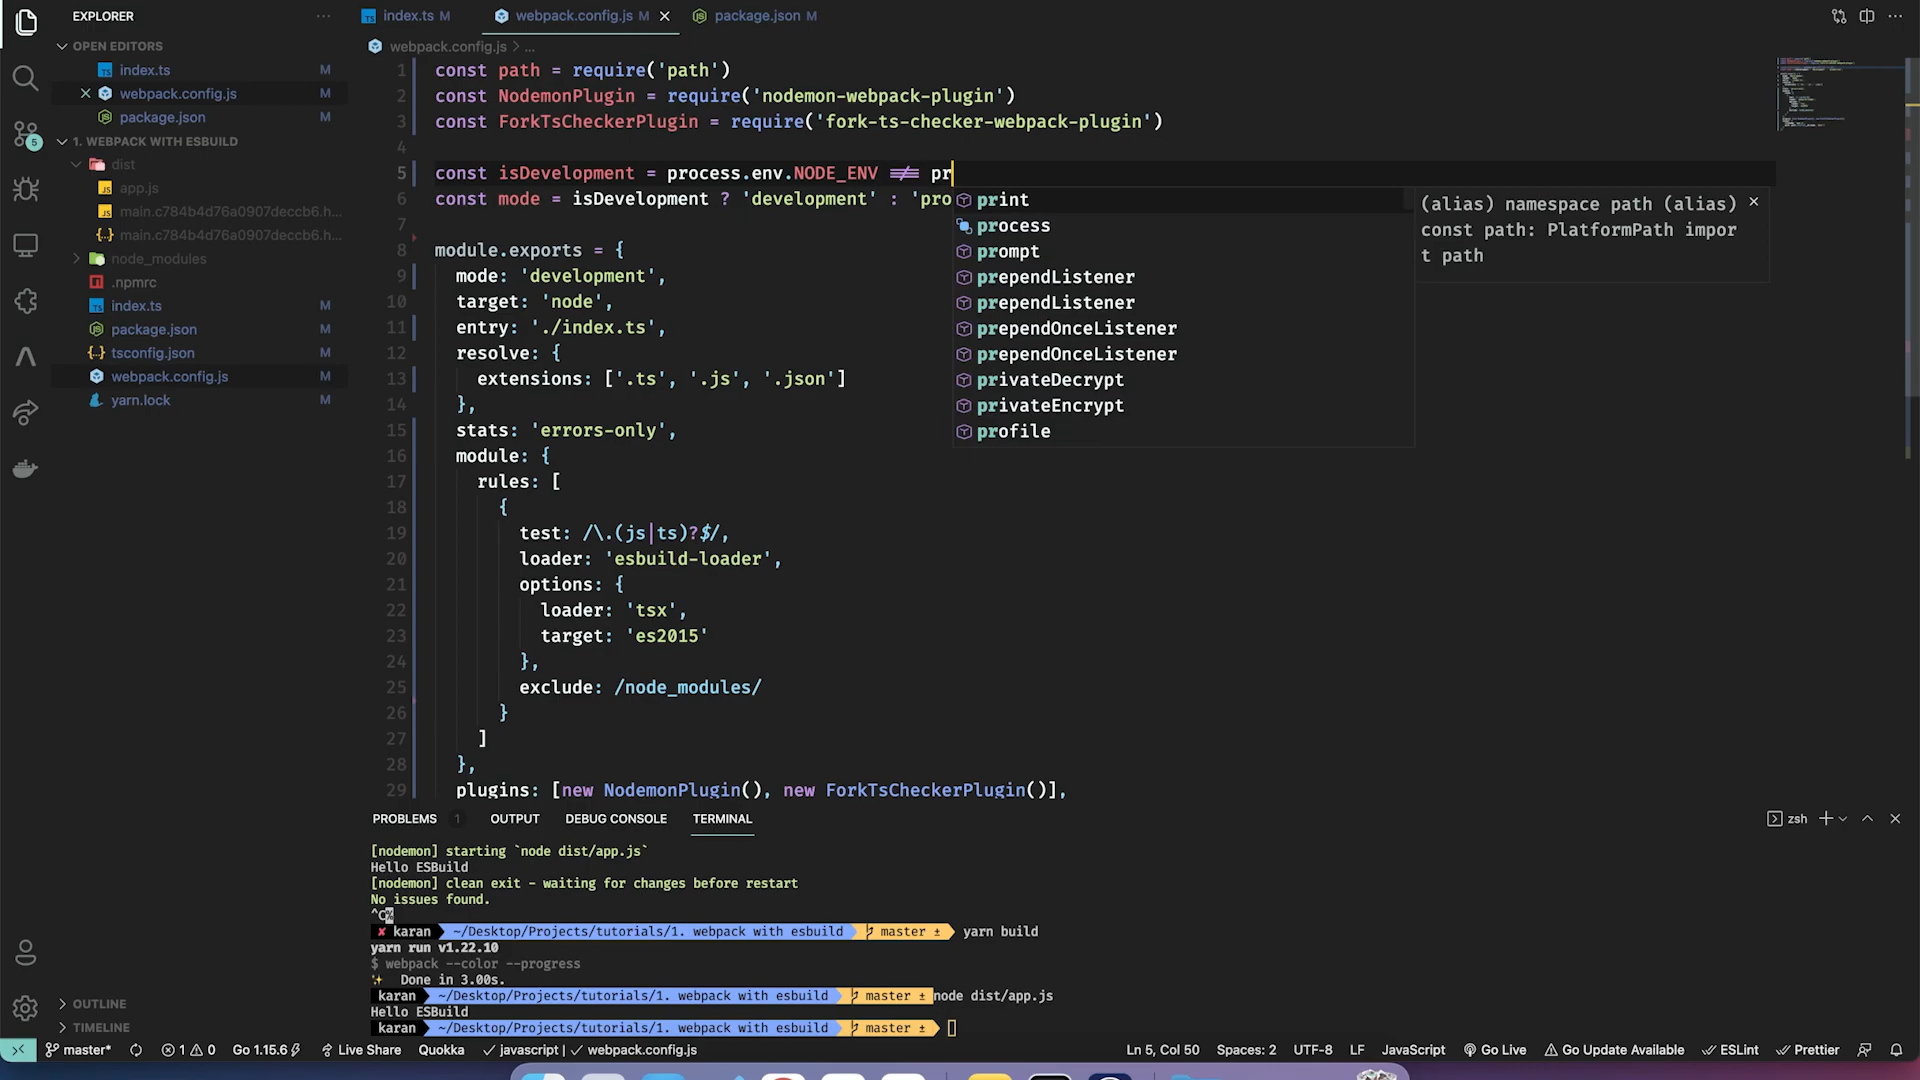 EXPLORER
OPEN EDITORS
index.ts M
webpack.config.js M
package.json M
1. WEBPACK WITH ESBUILD
dist
app.js
main.c784b4d76a0907deccb6.h...
main.c784b4d76a0907deccb6.h...
node_modules
.npmrc
index.ts M
package.json M
tsconfig.json M
webpack.config.js M
yarn.lock M
OUTLINE
TIMELINE
5
index.ts M
webpack.config.js M
package.json M
webpack.config.js > ...
1 const path = require('path')
2 const NodemonPlugin = require('nodemon-webpack-plugin')
3 const ForkTsCheckerPlugin = require('fork-ts-checker-webpack-plugin')
4
5 const isDevelopment = process.env.NODE_ENV !== pr
6 const mode = isDevelopment ? 'development' : 'pro
7
8 module.exports = {
9 mode: 'development',
10 target: 'node',
11 entry: './index.ts',
12 resolve: {
13 extensions: ['.ts', '.js', '.json']
14 },
15 stats: 'errors-only',
16 module: {
17 rules: [
18 {
19 test: /\.(js|ts)?$/,
20 loader: 'esbuild-loader',
21 options: {
22 loader: 'tsx',
23 target: 'es2015'
24 },
25 exclude: /node_modules/
26 }
27 ]
28 },
29 plugins: [new NodemonPlugin(), new ForkTsCheckerPlugin()],
print
process
prompt
prependListener
prependListener
prependOnceListener
prependOnceListener
privateDecrypt
privateEncrypt
profile
(alias) namespace path (alias)
const path: PlatformPath impor
t path
PROBLEMS 1 OUTPUT DEBUG CONSOLE TERMINAL
zsh
[nodemon] starting `node dist/app.js`
Hello ESBuild
[nodemon] clean exit - waiting for changes before restart
No issues found.
^C%
✘ karan ~/Desktop/Projects/tutorials/1. webpack with esbuild master ± yarn build
yarn run v1.22.10
$ webpack --color --progress
✨ Done in 3.00s.
karan ~/Desktop/Projects/tutorials/1. webpack with esbuild master ± node dist/app.js
Hello ESBuild
karan ~/Desktop/Projects/tutorials/1. webpack with esbuild master ±
master* 1 0 Go 1.15.6 Live Share Quokka javascript | webpack.config.js Ln 5, Col 50 Spaces: 2 UTF-8 LF JavaScript Go Live Go Update Available ESLint Prettier